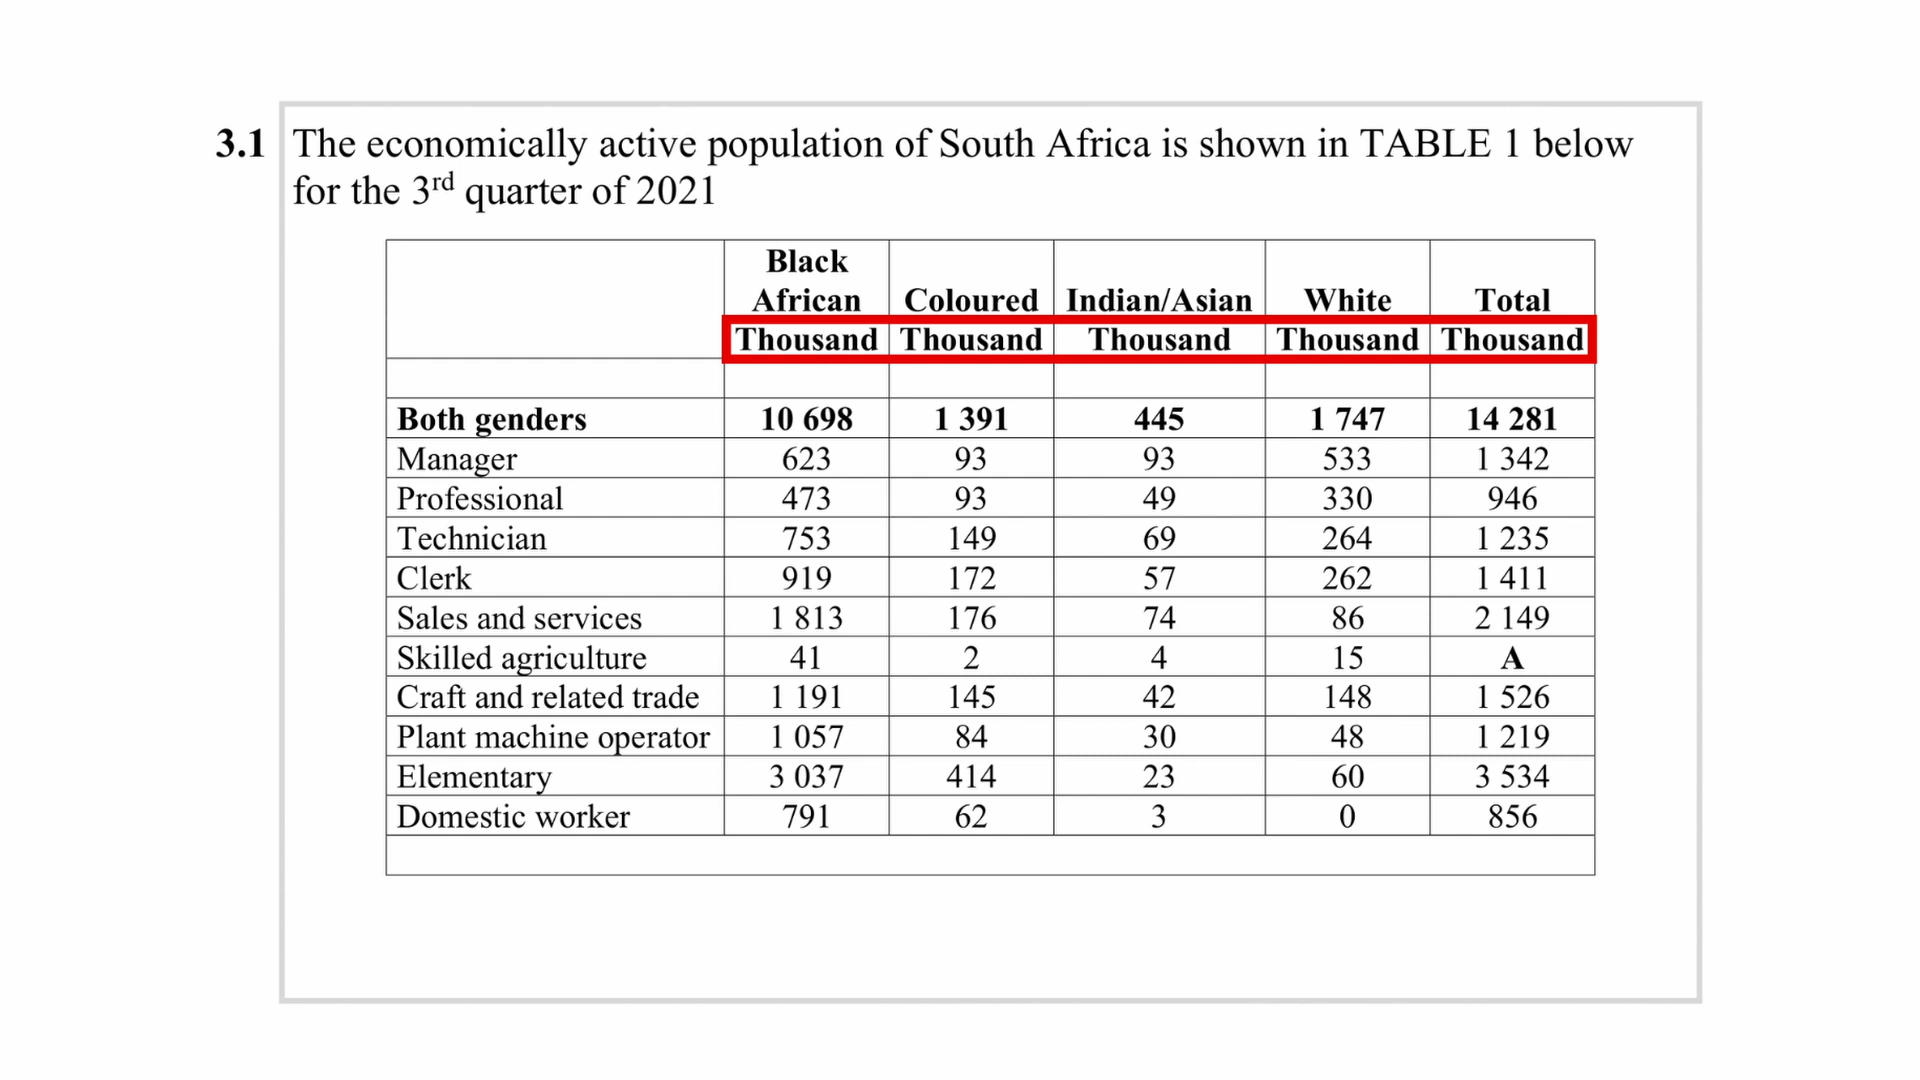 3.1 The economically active population of South Africa is shown in TABLE 1 below
for the 3rd quarter of 2021
Black
African Coloured Indian/Asian White Total
Thousand Thousand Thousand Thousand Thousand
Both genders 10 698 1 391 445 1 747 14 281
Manager 623 93 93 533 1 342
Professional 473 93 49 330 946
Technician 753 149 69 264 1 235
Clerk 919 172 57 262 1 411
Sales and services 1 813 176 74 86 2 149
Skilled agriculture 41 2 4 15 A
Craft and related trade 1 191 145 42 148 1 526
Plant machine operator 1 057 84 30 48 1 219
Elementary 3 037 414 23 60 3 534
Domestic worker 791 62 3 0 856